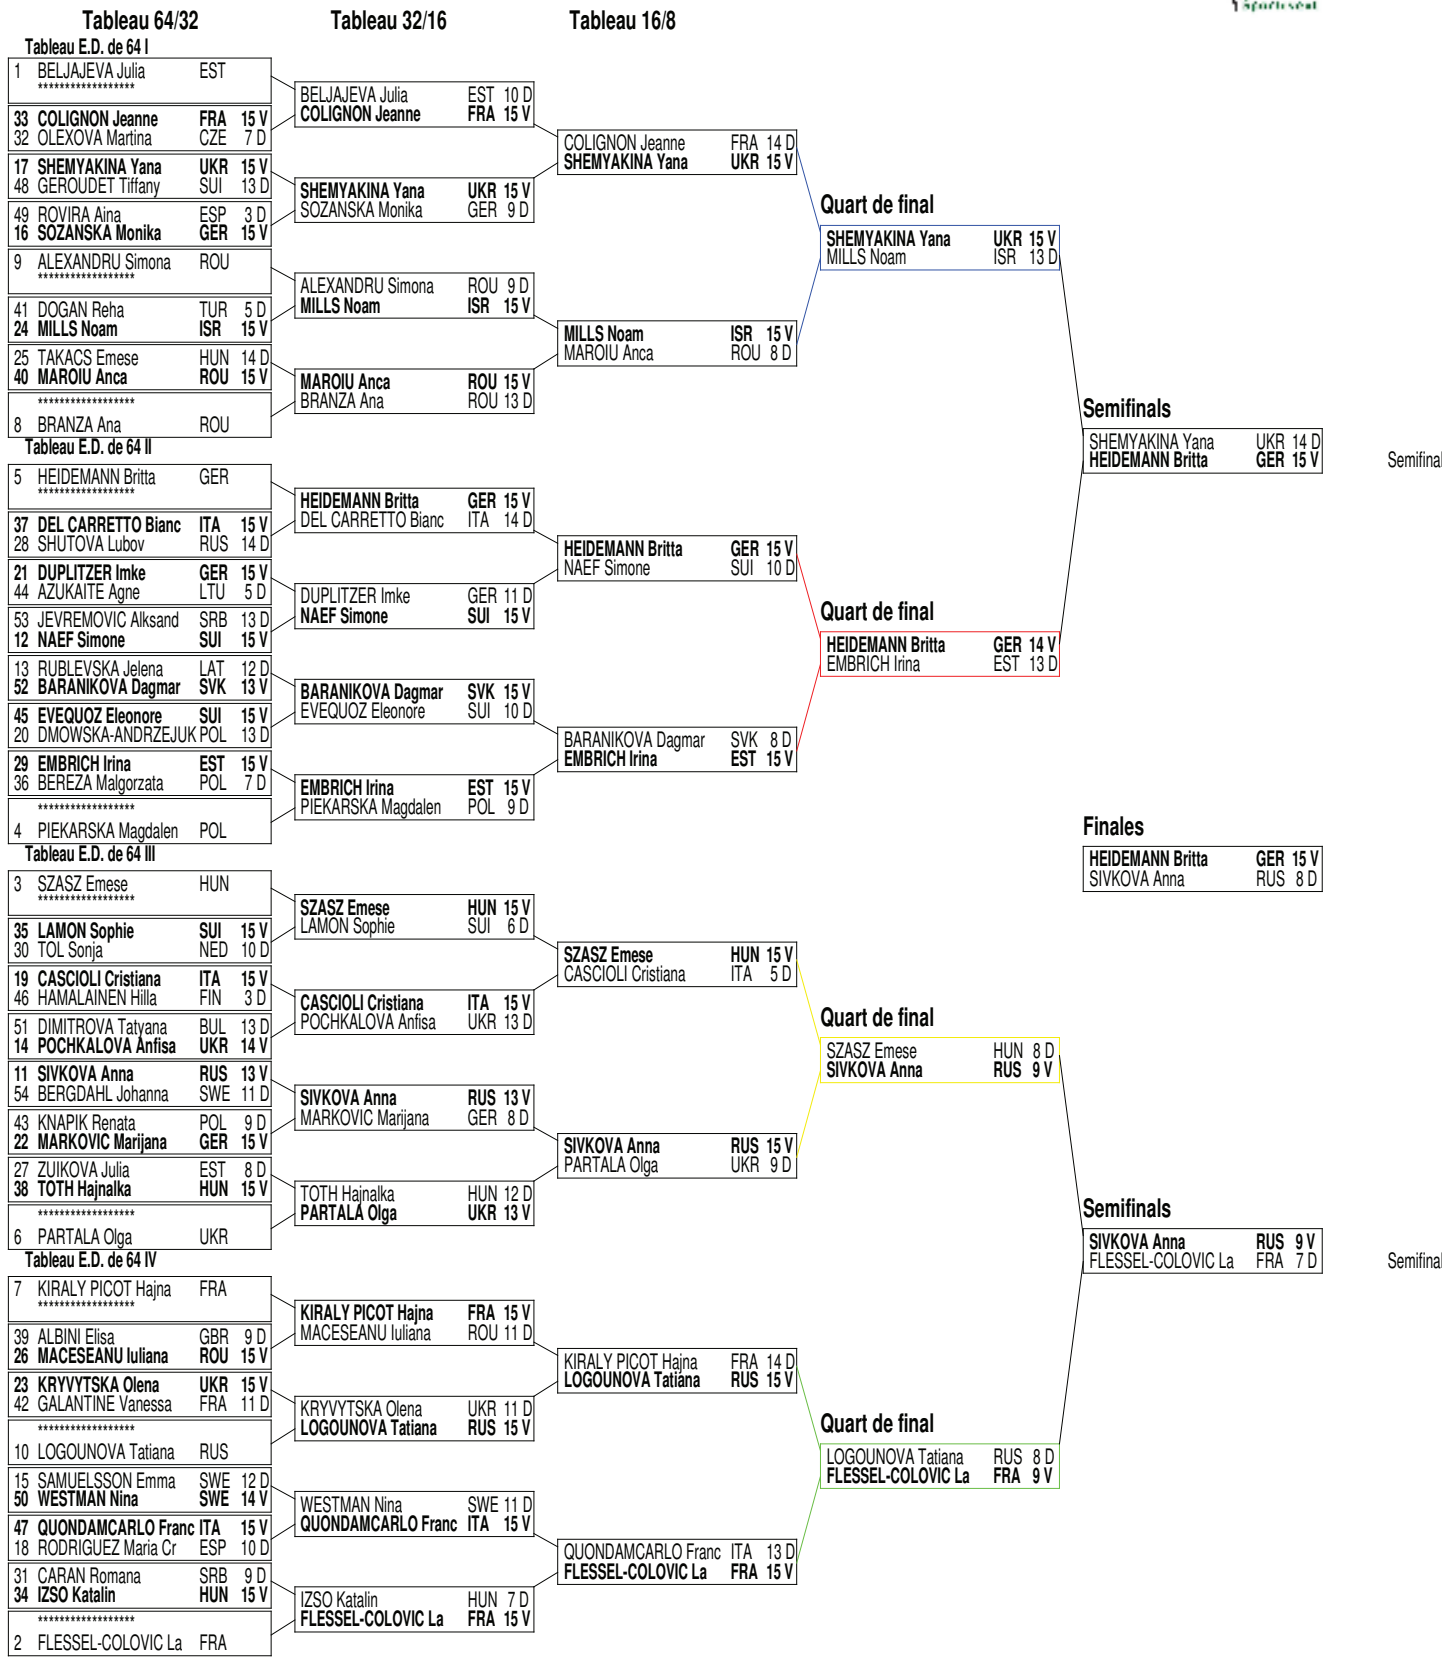 Tableau 64/32
Tableau 32/16
Tableau 16/8
Tableau E.D. de 64 I
1 BELJAJEVA Julia EST
******************
33 COLIGNON Jeanne FRA 15 V
32 OLEXOVA Martina CZE 7 D
17 SHEMYAKINA Yana UKR 15 V
48 GEROUDET Tiffany SUI 13 D
49 ROVIRA Aina ESP 3 D
16 SOZANSKA Monika GER 15 V
9 ALEXANDRU Simona ROU
******************
41 DOGAN Reha TUR 5 D
24 MILLS Noam ISR 15 V
25 TAKACS Emese HUN 14 D
40 MAROIU Anca ROU 15 V
******************
8 BRANZA Ana ROU
Tableau E.D. de 64 II
5 HEIDEMANN Britta GER
******************
37 DEL CARRETTO Bianc ITA 15 V
28 SHUTOVA Lubov RUS 14 D
21 DUPLITZER Imke GER 15 V
44 AZUKAITE Agne LTU 5 D
53 JEVREMOVIC Alksand SRB 13 D
12 NAEF Simone SUI 15 V
13 RUBLEVSKA Jelena LAT 12 D
52 BARANIKOVA Dagmar SVK 13 V
45 EVEQUOZ Eleonore SUI 15 V
20 DMOWSKA-ANDRZEJUK POL 13 D
29 EMBRICH Irina EST 15 V
36 BEREZA Malgorzata POL 7 D
******************
4 PIEKARSKA Magdalen POL
Tableau E.D. de 64 III
3 SZASZ Emese HUN
******************
35 LAMON Sophie SUI 15 V
30 TOL Sonja NED 10 D
19 CASCIOLI Cristiana ITA 15 V
46 HAMALAINEN Hilla FIN 3 D
51 DIMITROVA Tatyana BUL 13 D
14 POCHKALOVA Anfisa UKR 14 V
11 SIVKOVA Anna RUS 13 V
54 BERGDAHL Johanna SWE 11 D
43 KNAPIK Renata POL 9 D
22 MARKOVIC Marijana GER 15 V
27 ZUIKOVA Julia EST 8 D
38 TOTH Hajnalka HUN 15 V
******************
6 PARTALA Olga UKR
Tableau E.D. de 64 IV
7 KIRALY PICOT Hajna FRA
******************
39 ALBINI Elisa GBR 9 D
26 MACESEANU Iuliana ROU 15 V
23 KRYVYTSKA Olena UKR 15 V
42 GALANTINE Vanessa FRA 11 D
******************
10 LOGOUNOVA Tatiana RUS
15 SAMUELSSON Emma SWE 12 D
50 WESTMAN Nina SWE 14 V
47 QUONDAMCARLO Franc ITA 15 V
18 RODRIGUEZ Maria Cr ESP 10 D
31 CARAN Romana SRB 9 D
34 IZSO Katalin HUN 15 V
******************
2 FLESSEL-COLOVIC La FRA
BELJAJEVA Julia EST 10 D
COLIGNON Jeanne FRA 15 V
SHEMYAKINA Yana UKR 15 V
SOZANSKA Monika GER 9 D
ALEXANDRU Simona ROU 9 D
MILLS Noam ISR 15 V
MAROIU Anca ROU 15 V
BRANZA Ana ROU 13 D
HEIDEMANN Britta GER 15 V
DEL CARRETTO Bianc ITA 14 D
DUPLITZER Imke GER 11 D
NAEF Simone SUI 15 V
BARANIKOVA Dagmar SVK 15 V
EVEQUOZ Eleonore SUI 10 D
EMBRICH Irina EST 15 V
PIEKARSKA Magdalen POL 9 D
SZASZ Emese HUN 15 V
LAMON Sophie SUI 6 D
CASCIOLI Cristiana ITA 15 V
POCHKALOVA Anfisa UKR 13 D
SIVKOVA Anna RUS 13 V
MARKOVIC Marijana GER 8 D
TOTH Hajnalka HUN 12 D
PARTALA Olga UKR 13 V
KIRALY PICOT Hajna FRA 15 V
MACESEANU Iuliana ROU 11 D
KRYVYTSKA Olena UKR 11 D
LOGOUNOVA Tatiana RUS 15 V
WESTMAN Nina SWE 11 D
QUONDAMCARLO Franc ITA 15 V
IZSO Katalin HUN 7 D
FLESSEL-COLOVIC La FRA 15 V
COLIGNON Jeanne FRA 14 D
SHEMYAKINA Yana UKR 15 V
MILLS Noam ISR 15 V
MAROIU Anca ROU 8 D
HEIDEMANN Britta GER 15 V
NAEF Simone SUI 10 D
BARANIKOVA Dagmar SVK 8 D
EMBRICH Irina EST 15 V
SZASZ Emese HUN 15 V
CASCIOLI Cristiana ITA 5 D
SIVKOVA Anna RUS 15 V
PARTALA Olga UKR 9 D
KIRALY PICOT Hajna FRA 14 D
LOGOUNOVA Tatiana RUS 15 V
QUONDAMCARLO Franc ITA 13 D
FLESSEL-COLOVIC La FRA 15 V
Quart de final
SHEMYAKINA Yana UKR 15 V
MILLS Noam ISR 13 D
Quart de final
HEIDEMANN Britta GER 14 V
EMBRICH Irina EST 13 D
Quart de final
SZASZ Emese HUN 8 D
SIVKOVA Anna RUS 9 V
Quart de final
LOGOUNOVA Tatiana RUS 8 D
FLESSEL-COLOVIC La FRA 9 V
Semifinals
SHEMYAKINA Yana UKR 14 D
HEIDEMANN Britta GER 15 V
Semifinal
Finales
HEIDEMANN Britta GER 15 V
SIVKOVA Anna RUS 8 D
Semifinals
SIVKOVA Anna RUS 9 V
FLESSEL-COLOVIC La FRA 7 D
Semifinal